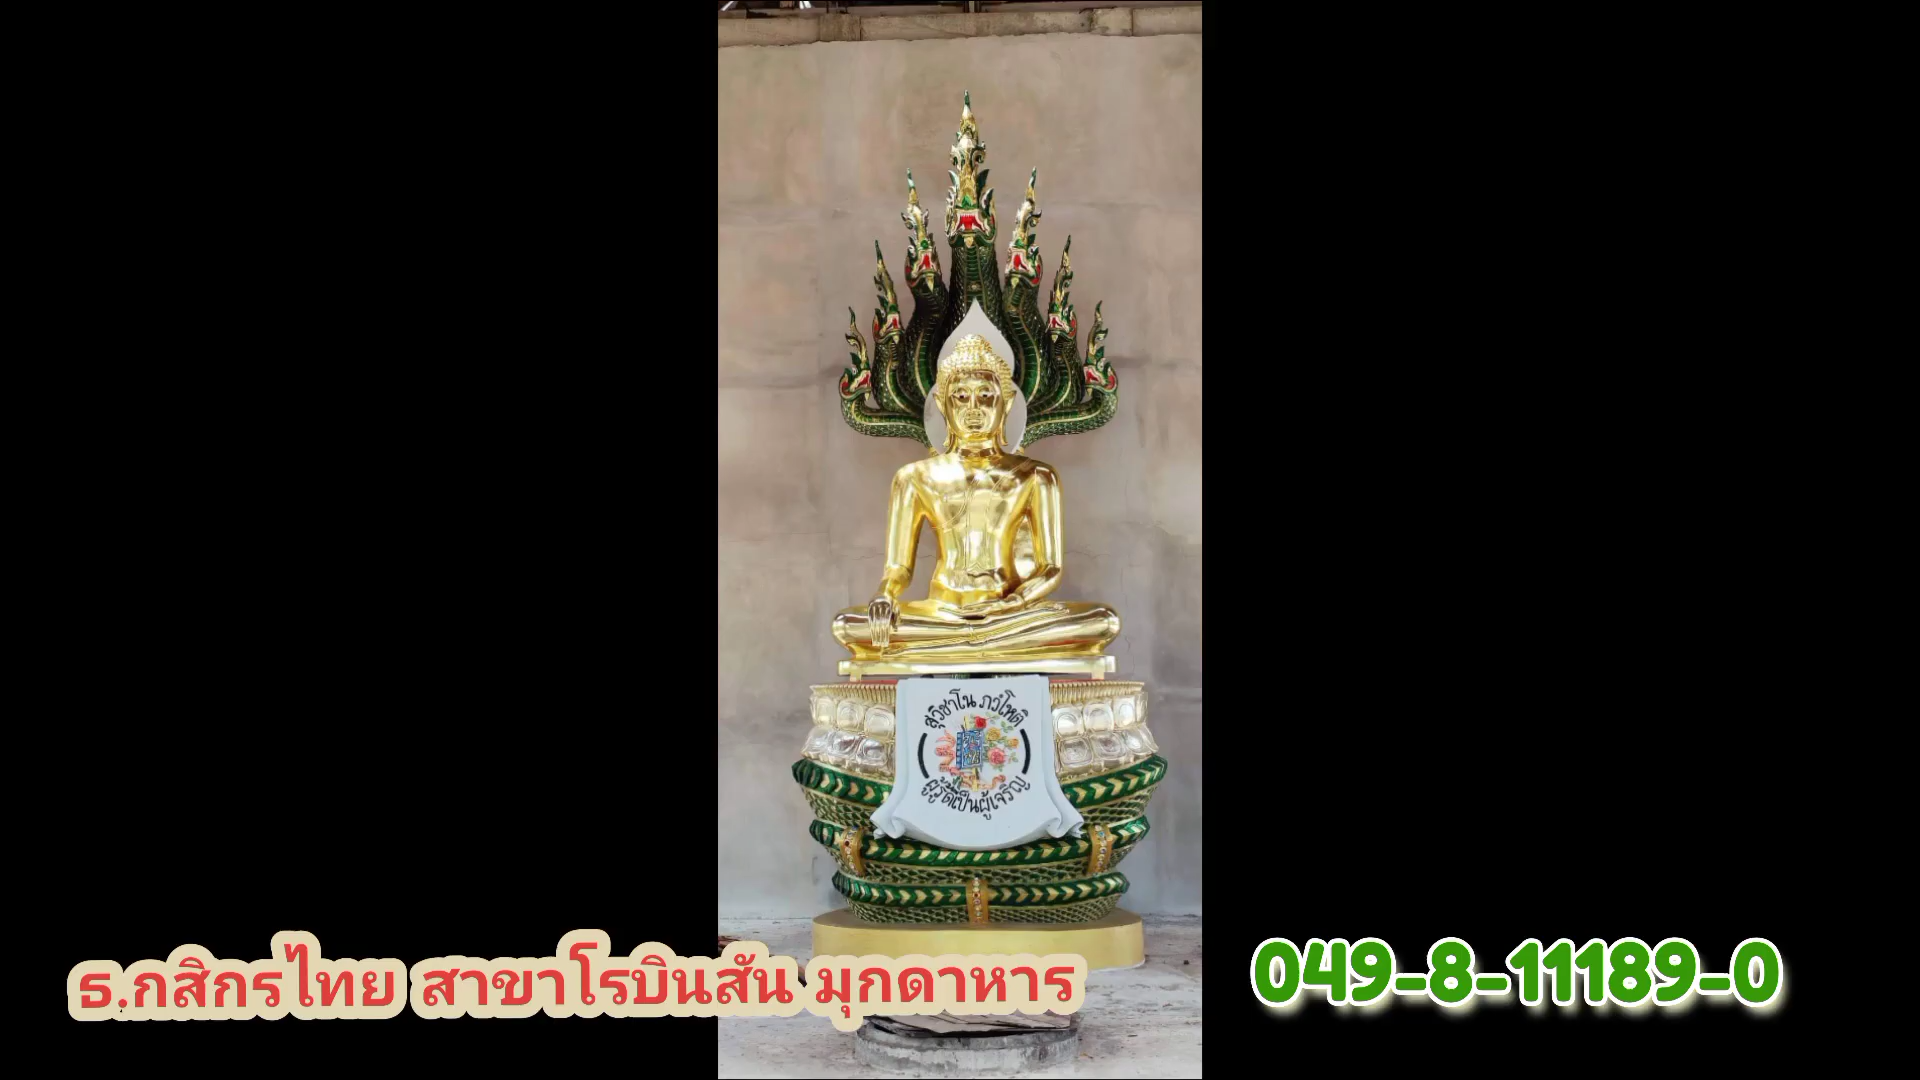 สุวิชาโน ภวํโหติ
ผู้รู้ดีเป็นผู้เจริญ
ธ.กสิกรไทย สาขาโรบินสัน มุกดาหาร
049-8-11189-0